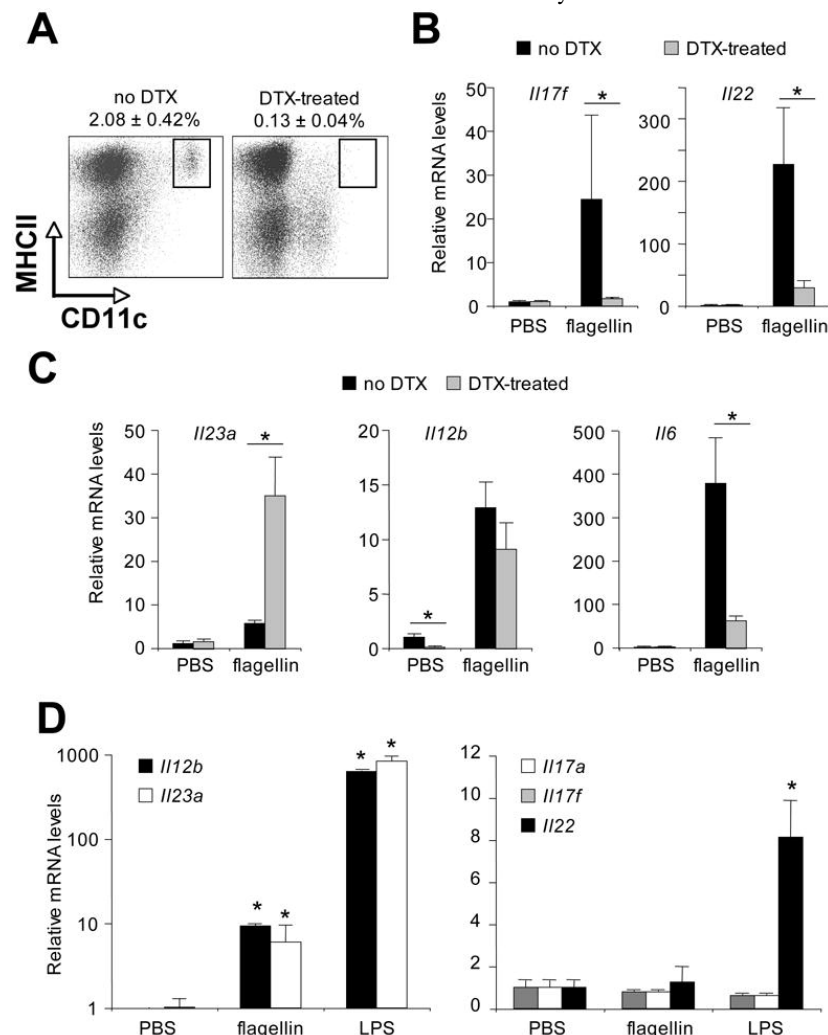 A
no DTX
2.08 ± 0.42%
DTX-treated
0.13 ± 0.04%
MHCII
CD11c
B
no DTX DTX-treated
Relative mRNA levels
Il17f
*
50
40
30
20
10
0
PBS flagellin
Il22
*
300
200
100
0
PBS flagellin
C
no DTX DTX-treated
Relative mRNA levels
Il23a
*
50
40
30
20
10
0
PBS flagellin
Il12b
20
15
10
5
0
*
PBS flagellin
Il6
*
500
400
300
200
100
0
PBS flagellin
D
Relative mRNA levels
1000
100
10
1
Il12b
Il23a
* *
* *
PBS flagellin LPS
Relative mRNA levels
12
10
8
6
4
2
0
Il17a
Il17f
Il22
*
PBS flagellin LPS